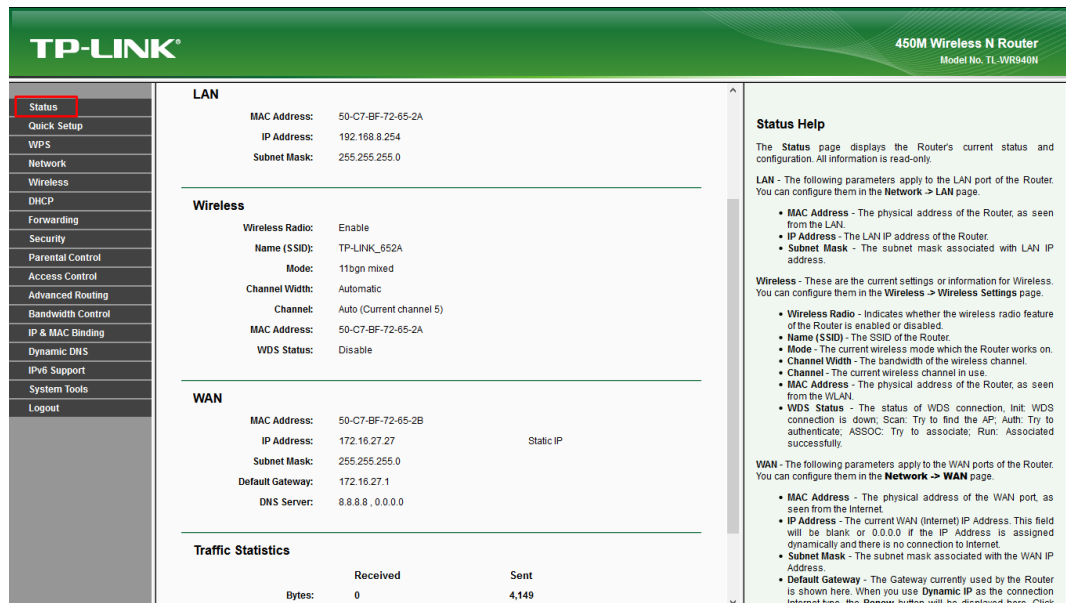 TP-LINK®
450M Wireless N Router
Model No. TL-WR940N
Status
Quick Setup
WPS
Network
Wireless
DHCP
Forwarding
Security
Parental Control
Access Control
Advanced Routing
Bandwidth Control
IP & MAC Binding
Dynamic DNS
IPv6 Support
System Tools
Logout
LAN
MAC Address: 50-C7-BF-72-65-2A
IP Address: 192.168.8.254
Subnet Mask: 255.255.255.0
Wireless
Wireless Radio: Enable
Name (SSID): TP-LINK_652A
Mode: 11bgn mixed
Channel Width: Automatic
Channel: Auto (Current channel 5)
MAC Address: 50-C7-BF-72-65-2A
WDS Status: Disable
WAN
MAC Address: 50-C7-BF-72-65-2B
IP Address: 172.16.27.27 Static IP
Subnet Mask: 255.255.255.0
Default Gateway: 172.16.27.1
DNS Server: 8.8.8.8 , 0.0.0.0
Traffic Statistics
Received Sent
Bytes: 0 4,149
Status Help
The Status page displays the Router's current status and
configuration. All information is read-only.
LAN - The following parameters apply to the LAN port of the Router.
You can configure them in the Network -> LAN page.
• MAC Address - The physical address of the Router, as seen
from the LAN.
• IP Address - The LAN IP address of the Router.
• Subnet Mask - The subnet mask associated with LAN IP
address.
Wireless - These are the current settings or information for Wireless.
You can configure them in the Wireless -> Wireless Settings page.
• Wireless Radio - Indicates whether the wireless radio feature
of the Router is enabled or disabled.
• Name (SSID) - The SSID of the Router.
• Mode - The current wireless mode which the Router works on.
• Channel Width - The bandwidth of the wireless channel.
• Channel - The current wireless channel in use.
• MAC Address - The physical address of the Router, as seen
from the WLAN.
• WDS Status - The status of WDS connection, Init: WDS
connection is down; Scan: Try to find the AP; Auth: Try to
authenticate; ASSOC: Try to associate; Run: Associated
successfully.
WAN - The following parameters apply to the WAN ports of the Router.
You can configure them in the Network -> WAN page.
• MAC Address - The physical address of the WAN port, as
seen from the Internet.
• IP Address - The current WAN (Internet) IP Address. This field
will be blank or 0.0.0.0 if the IP Address is assigned
dynamically and there is no connection to Internet.
• Subnet Mask - The subnet mask associated with the WAN IP
Address.
• Default Gateway - The Gateway currently used by the Router
is shown here. When you use Dynamic IP as the connection
Internet type, the Renew button will be displayed here. Click